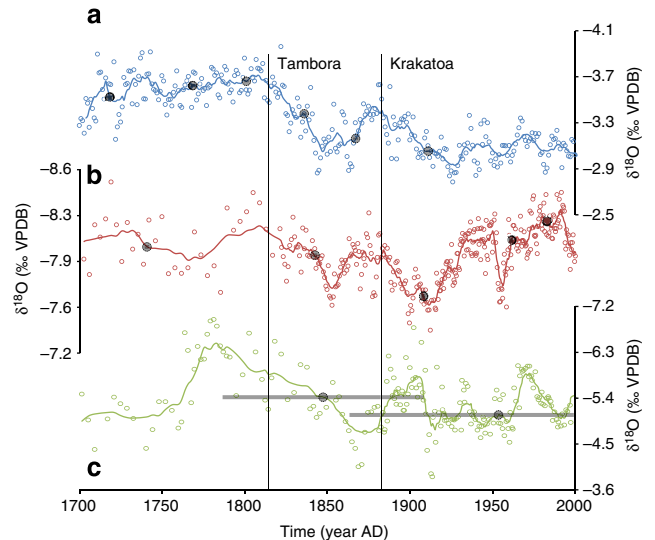 a
Tambora
Krakatoa
−4.1
−3.7
−3.3
−2.9
−2.5
δ18O (‰ VPDB)
b
−8.6
−8.3
−7.9
−7.6
−7.2
δ18O (‰ VPDB)
−7.2
−6.3
−5.4
−4.5
−3.6
δ18O (‰ VPDB)
c
1700 1750 1800 1850 1900 1950 2000
Time (year AD)